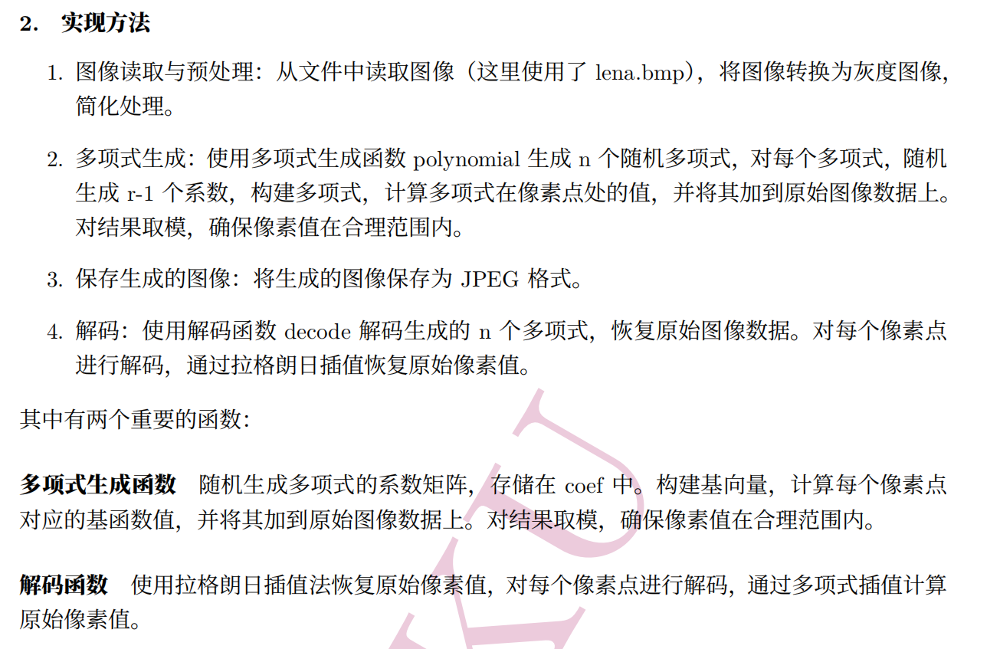 2. 实现方法
1. 图像读取与预处理：从文件中读取图像（这里使用了 lena.bmp），将图像转换为灰度图像，
简化处理。
2. 多项式生成：使用多项式生成函数 polynomial 生成 n 个随机多项式，对每个多项式，随机
生成 r-1 个系数，构建多项式，计算多项式在像素点处的值，并将其加到原始图像数据上。
对结果取模，确保像素值在合理范围内。
3. 保存生成的图像：将生成的图像保存为 JPEG 格式。
4. 解码：使用解码函数 decode 解码生成的 n 个多项式，恢复原始图像数据。对每个像素点
进行解码，通过拉格朗日插值恢复原始像素值。
其中有两个重要的函数：
多项式生成函数 随机生成多项式的系数矩阵，存储在 coef 中。构建基向量，计算每个像素点
对应的基函数值，并将其加到原始图像数据上。对结果取模，确保像素值在合理范围内。
解码函数 使用拉格朗日插值法恢复原始像素值，对每个像素点进行解码，通过多项式插值计算
原始像素值。